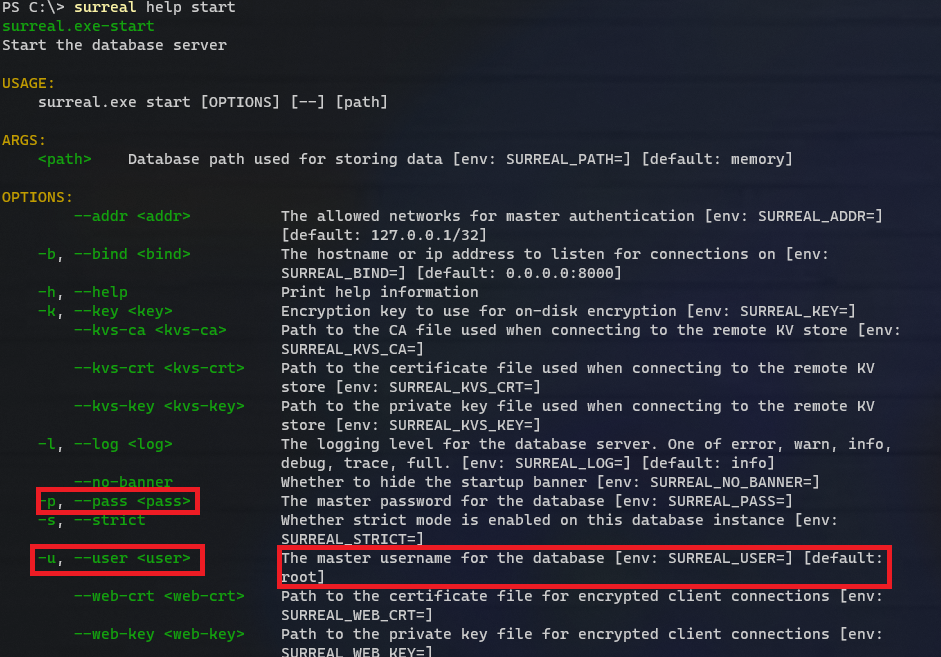 PS C:\> surreal help start
surreal.exe-start
Start the database server
USAGE:
surreal.exe start [OPTIONS] [--] [path]
ARGS:
<path>    Database path used for storing data [env: SURREAL_PATH=] [default: memory]
OPTIONS:
--addr <addr>    The allowed networks for master authentication [env: SURREAL_ADDR=]
[default: 127.0.0.1/32]
-b, --bind <bind>    The hostname or ip address to listen for connections on [env:
SURREAL_BIND=] [default: 0.0.0.0:8000]
-h, --help    Print help information
-k, --key <key>    Encryption key to use for on-disk encryption [env: SURREAL_KEY=]
--kvs-ca <kvs-ca>    Path to the CA file used when connecting to the remote KV store [env:
SURREAL_KVS_CA=]
--kvs-crt <kvs-crt>    Path to the certificate file used when connecting to the remote KV
store [env: SURREAL_KVS_CRT=]
--kvs-key <kvs-key>    Path to the private key file used when connecting to the remote KV
store [env: SURREAL_KVS_KEY=]
-l, --log <log>    The logging level for the database server. One of error, warn, info,
debug, trace, full. [env: SURREAL_LOG=] [default: info]
--no-banner    Whether to hide the startup banner [env: SURREAL_NO_BANNER=]
-p, --pass <pass>    The master password for the database [env: SURREAL_PASS=]
-s, --strict    Whether strict mode is enabled on this database instance [env:
SURREAL_STRICT=]
-u, --user <user>    The master username for the database [env: SURREAL_USER=] [default:
root]
--web-crt <web-crt>    Path to the certificate file for encrypted client connections [env:
SURREAL_WEB_CRT=]
--web-key <web-key>    Path to the private key file for encrypted client connections [env:
SURREAL_WEB_KEY=]